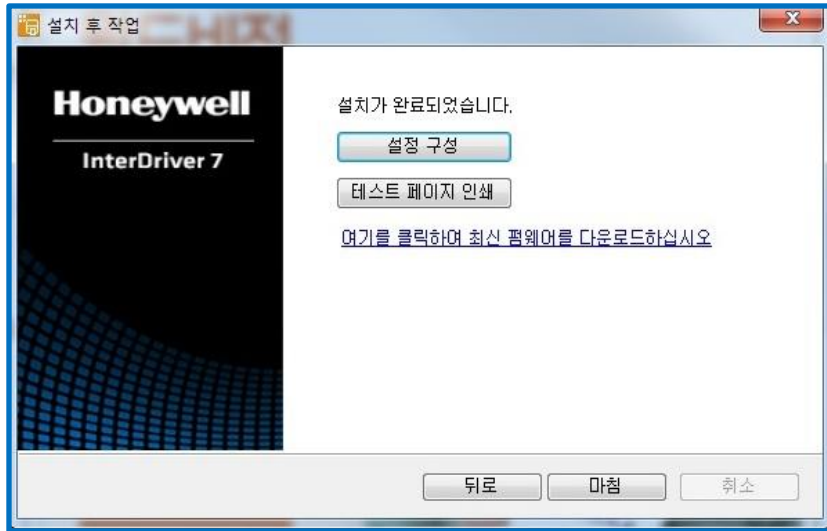 설치 후 작업
Honeywell
InterDriver 7
설치가 완료되었습니다.
설정 구성
테스트 페이지 인쇄
여기를 클릭하여 최신 펌웨어를 다운로드하십시오
뒤로
마침
취소